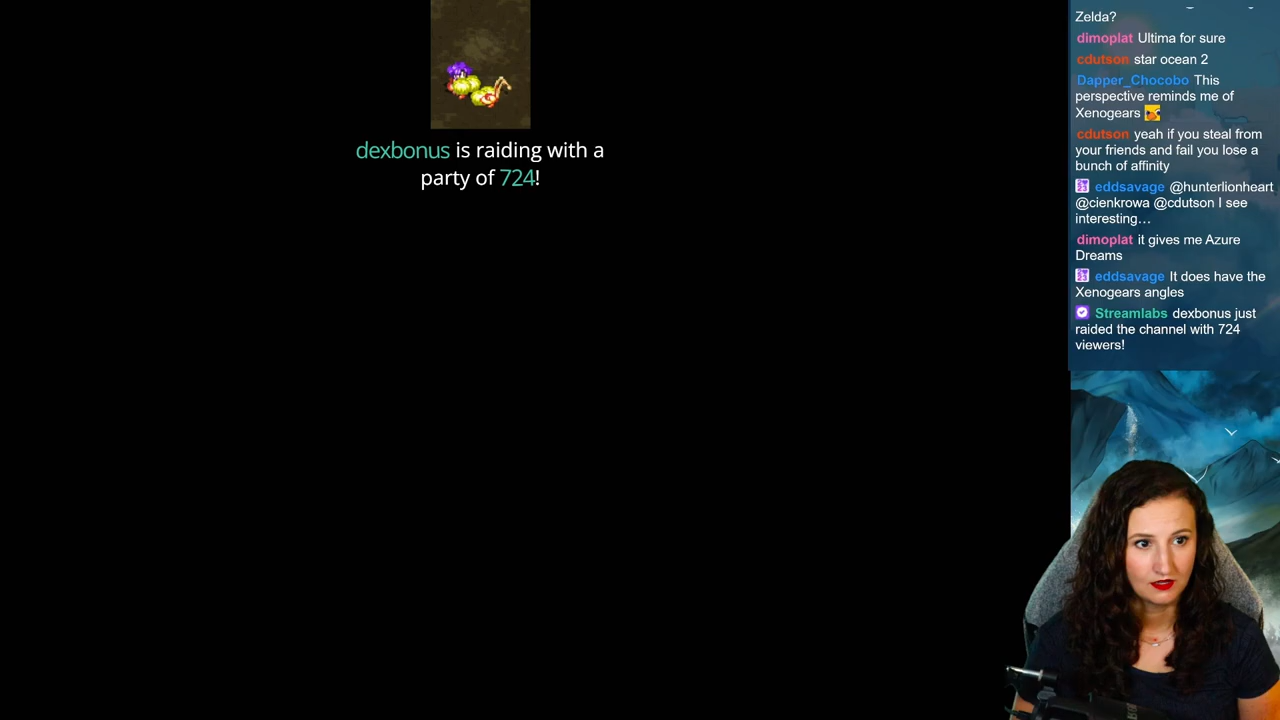 dexbonus is raiding with a
party of 724!
Zelda?
dimoplat Ultima for sure
cdutson star ocean 2
Dapper_Chocobo This
perspective reminds me of
Xenogears
cdutson yeah if you steal from
your friends and fail you lose a
bunch of affinity
eddsavage @hunterlionheart
@cienkrowa @cdutson I see
interesting…
dimoplat it gives me Azure
Dreams
eddsavage It does have the
Xenogears angles
Streamlabs dexbonus just
raided the channel with 724
viewers!